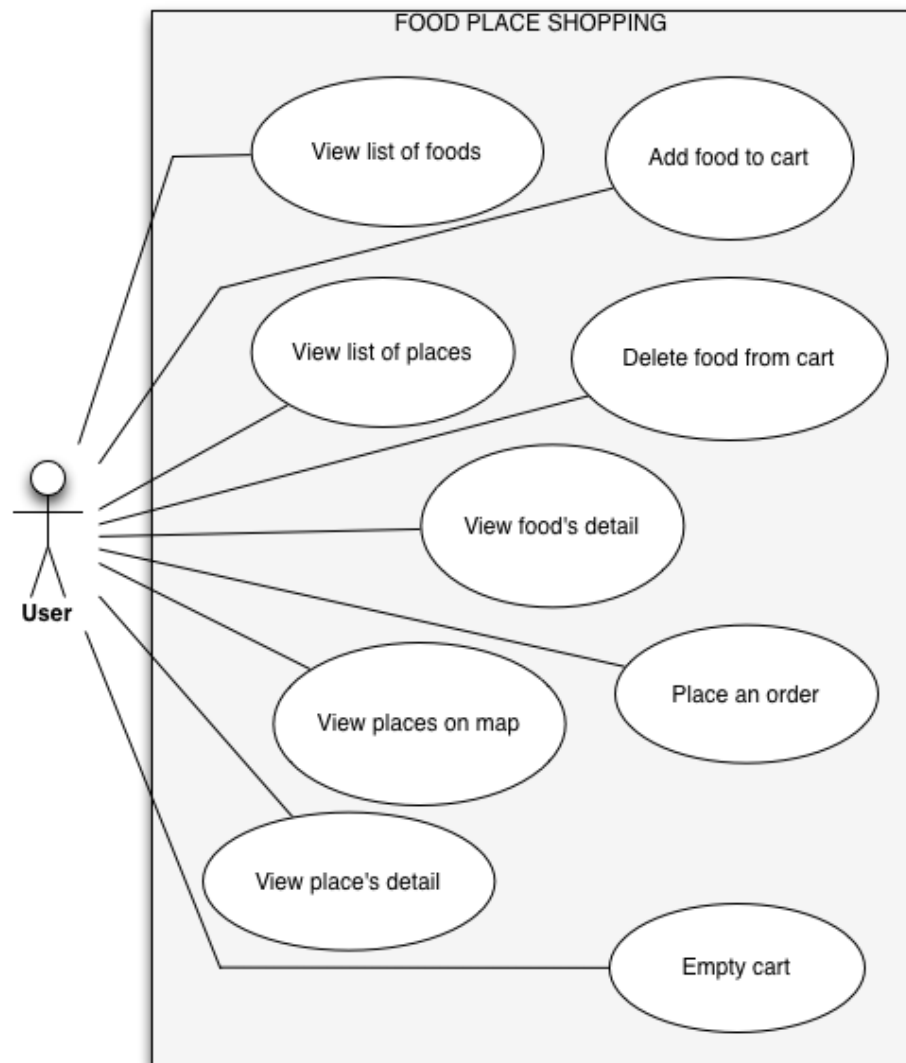 FOOD PLACE SHOPPING
View list of foods
Add food to cart
View list of places
Delete food from cart
View food's detail
User
Place an order
View places on map
View place's detail
Empty cart